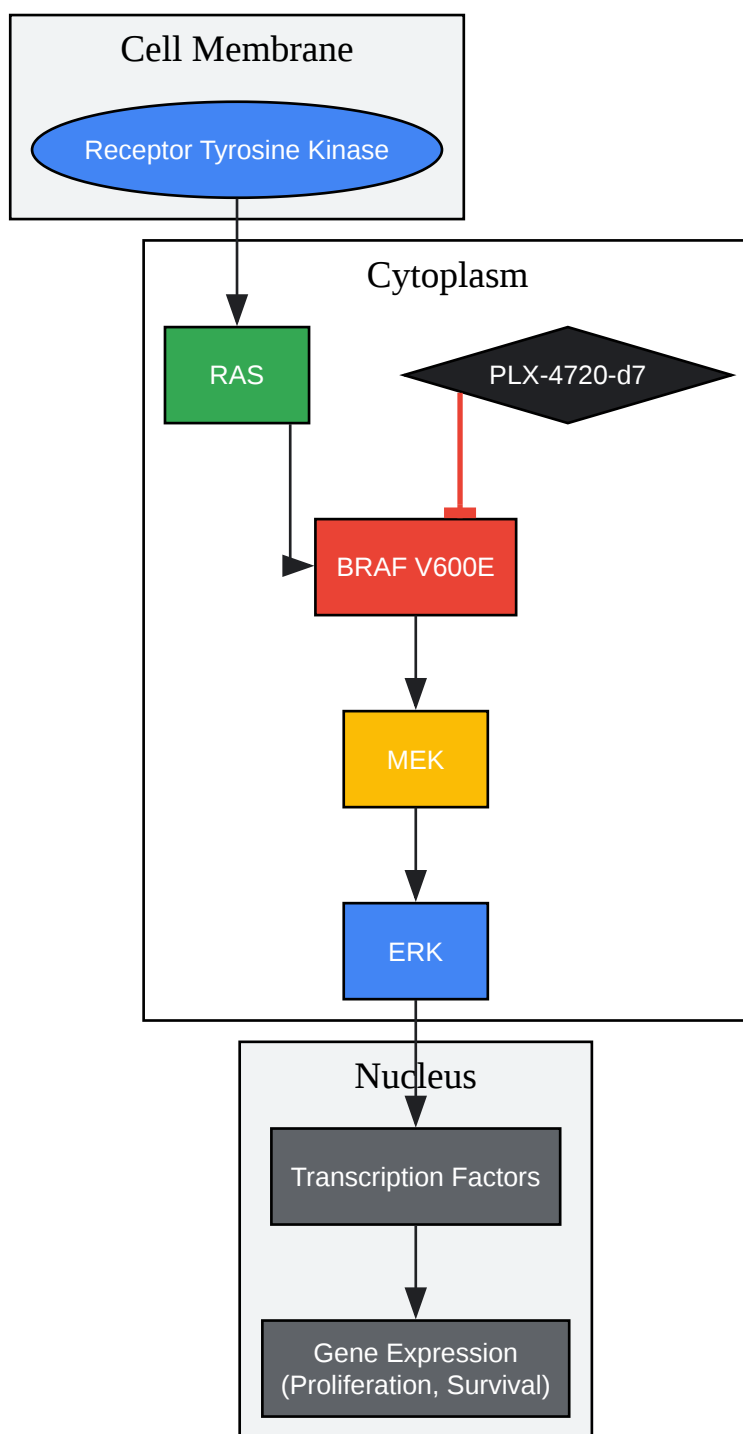 Cell Membrane
Receptor Tyrosine Kinase
Cytoplasm
RAS
PLX-4720-d7
BRAF V600E
MEK
ERK
Nucleus
Transcription Factors
Gene Expression
(Proliferation, Survival)